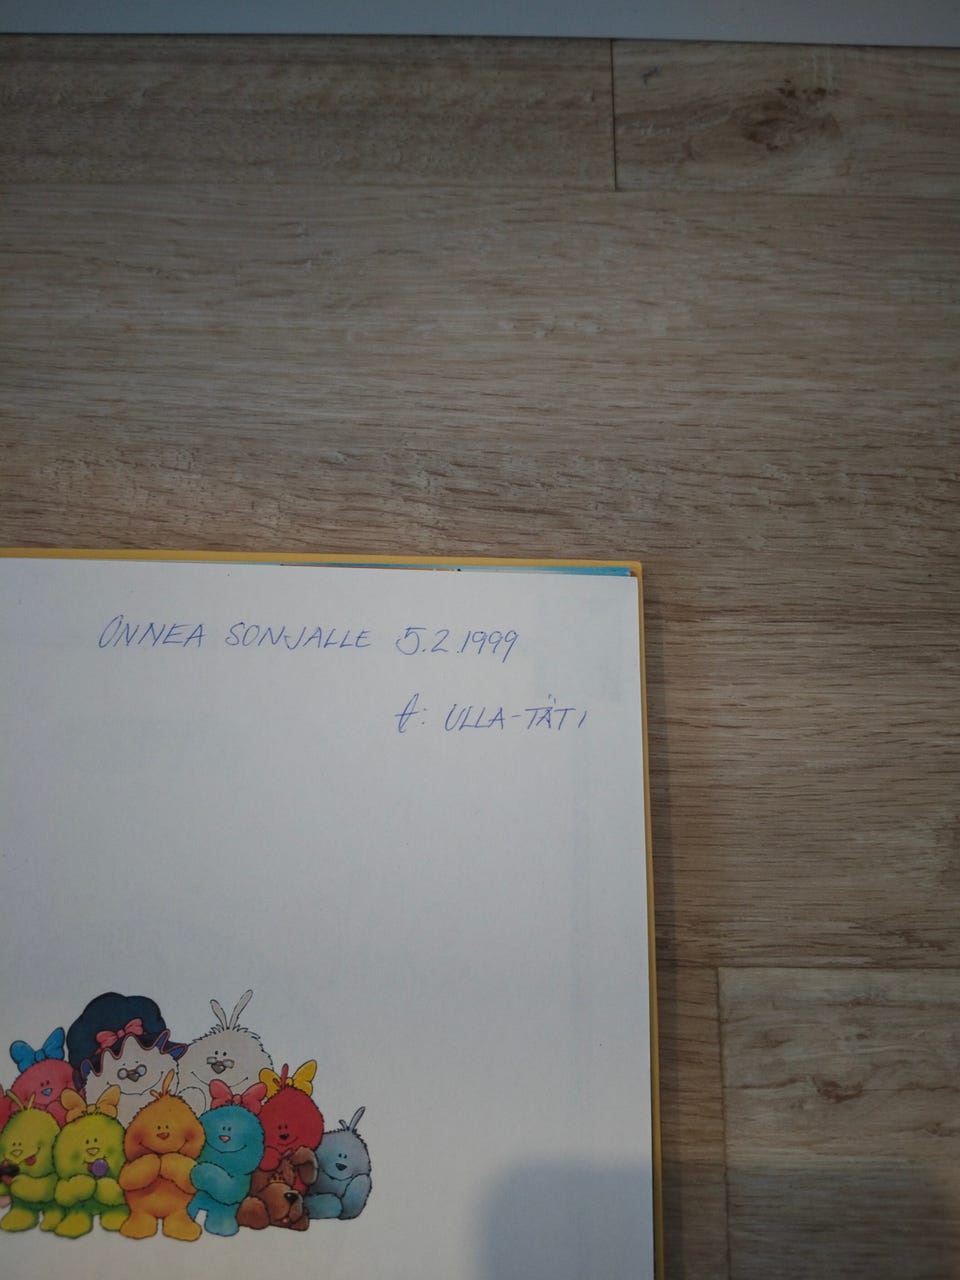 ONNEA SONJALLE 5.2.1999
t: ULLA-TÄTI